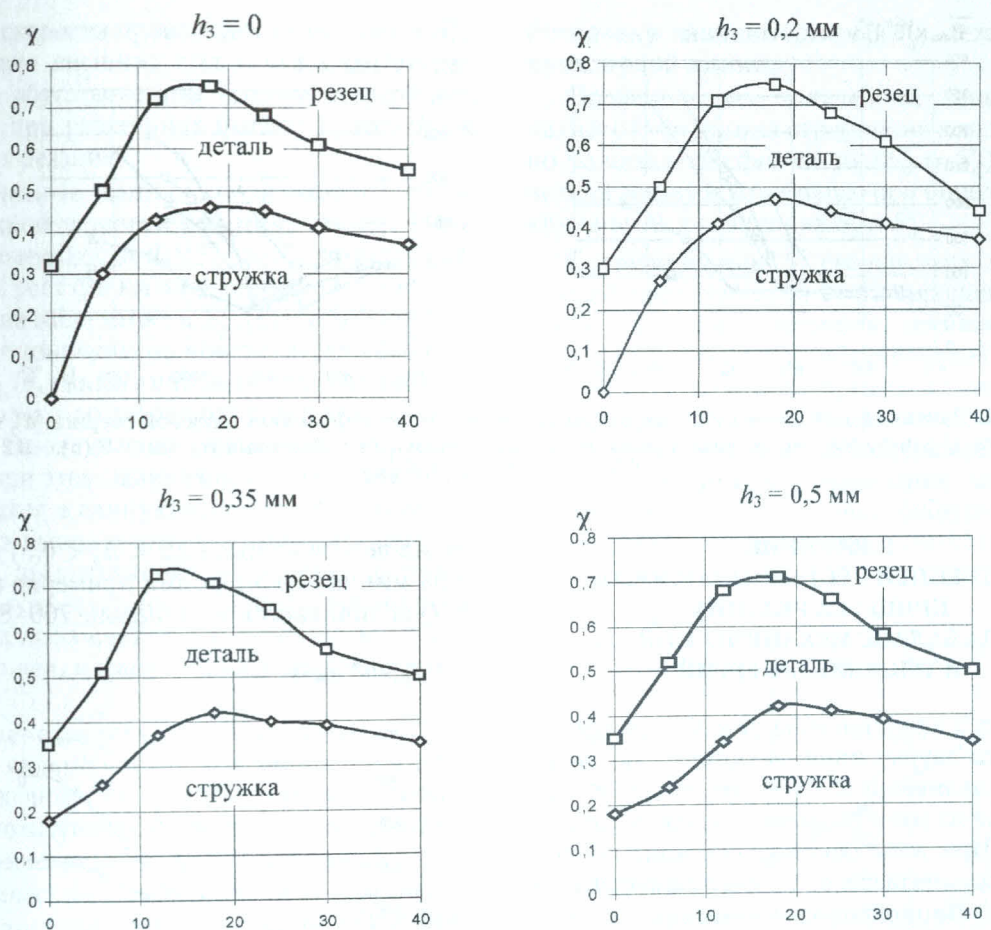 h₃ = 0
χ
0,8
0,7
0,6
0,5
0,4
0,3
0,2
0,1
0
резец
деталь
стружка
0 10 20 30 40
h₃ = 0,2 мм
χ
0,8
0,7
0,6
0,5
0,4
0,3
0,2
0,1
0
резец
деталь
стружка
0 10 20 30 40
h₃ = 0,35 мм
χ
0,8
0,7
0,6
0,5
0,4
0,3
0,2
0,1
0
резец
деталь
стружка
0 10 20 30 40
h₃ = 0,5 мм
χ
0,8
0,7
0,6
0,5
0,4
0,3
0,2
0,1
0
резец
деталь
стружка
0 10 20 30 40